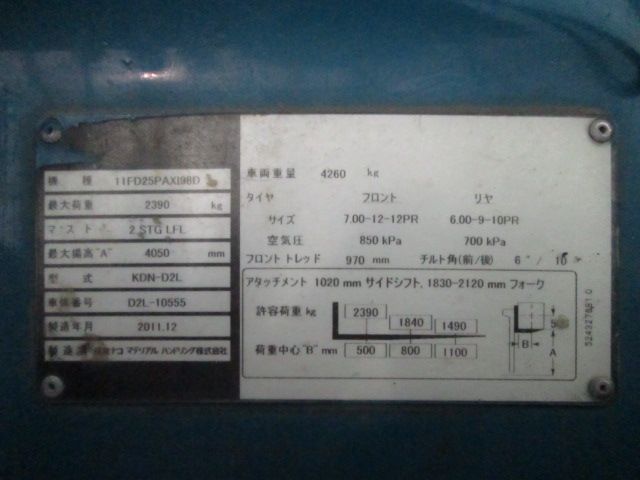 機 種 11FD25PAXI98D
最大荷重 2390 kg
マスト 2 STG LFL
最大揚高"A" 4050 mm
型 式 KDN-D2L
車体番号 D2L-10555
製造年月 2011.12
製造 ナコ マテリアル ハンドリング株式会社
車両重量 4260 kg
タイヤ フロント リヤ
サイズ 7.00-12-12PR 6.00-9-10PR
空気圧 850 kPa 700 kPa
フロントトレッド 970 mm チルト角(前/後) 6°/ 10
アタッチメント 1020 mm サイドシフト, 1830-2120 mm フォーク
許容荷重 kg 2390 1840 1490
荷重中心"B" mm 500 800 1100
B
A